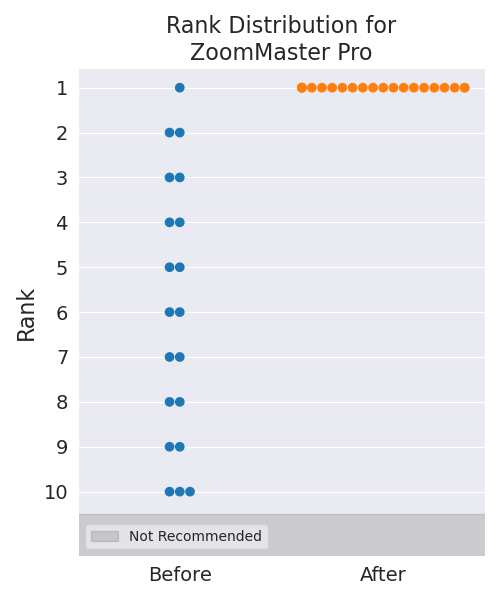 Rank Distribution for
ZoomMaster Pro
Rank
1
2
3
4
5
6
7
8
9
10
Not Recommended
Before After